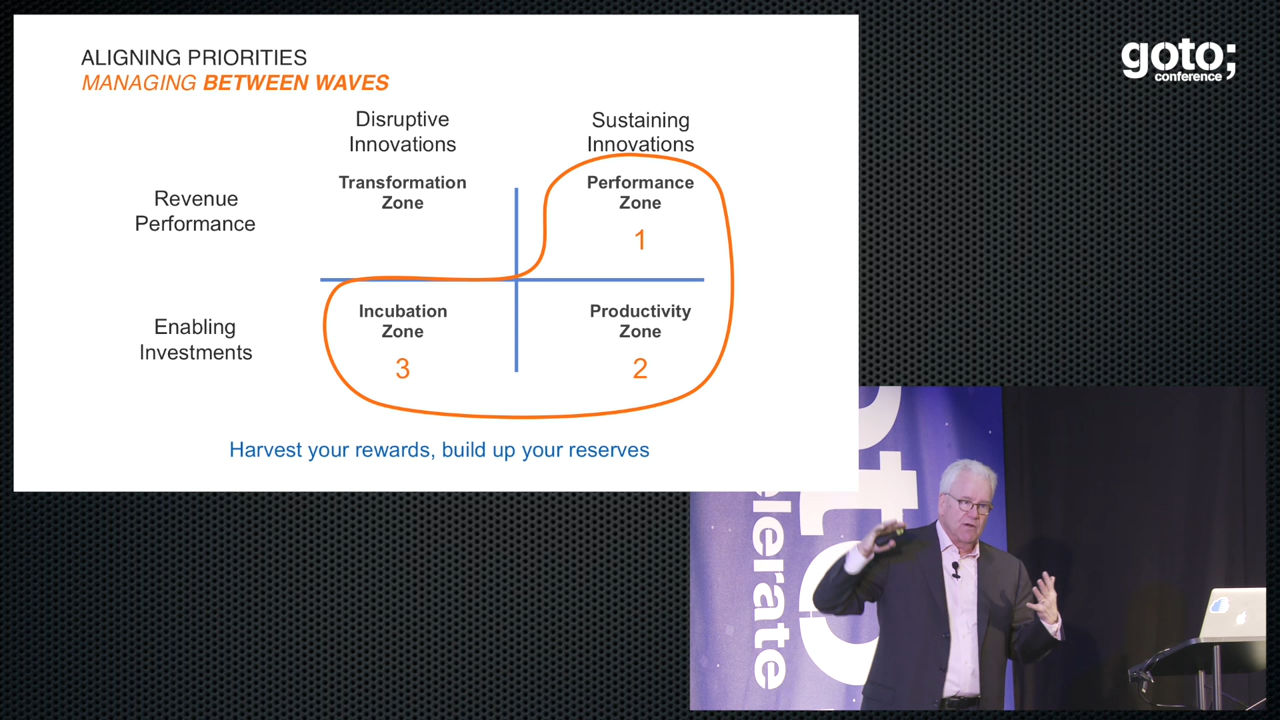 ALIGNING PRIORITIES
MANAGING BETWEEN WAVES
Disruptive
Innovations
Sustaining
Innovations
Revenue
Performance
Transformation
Zone
Performance
Zone
1
Enabling
Investments
Incubation
Zone
3
Productivity
Zone
2
Harvest your rewards, build up your reserves
goto;
conference